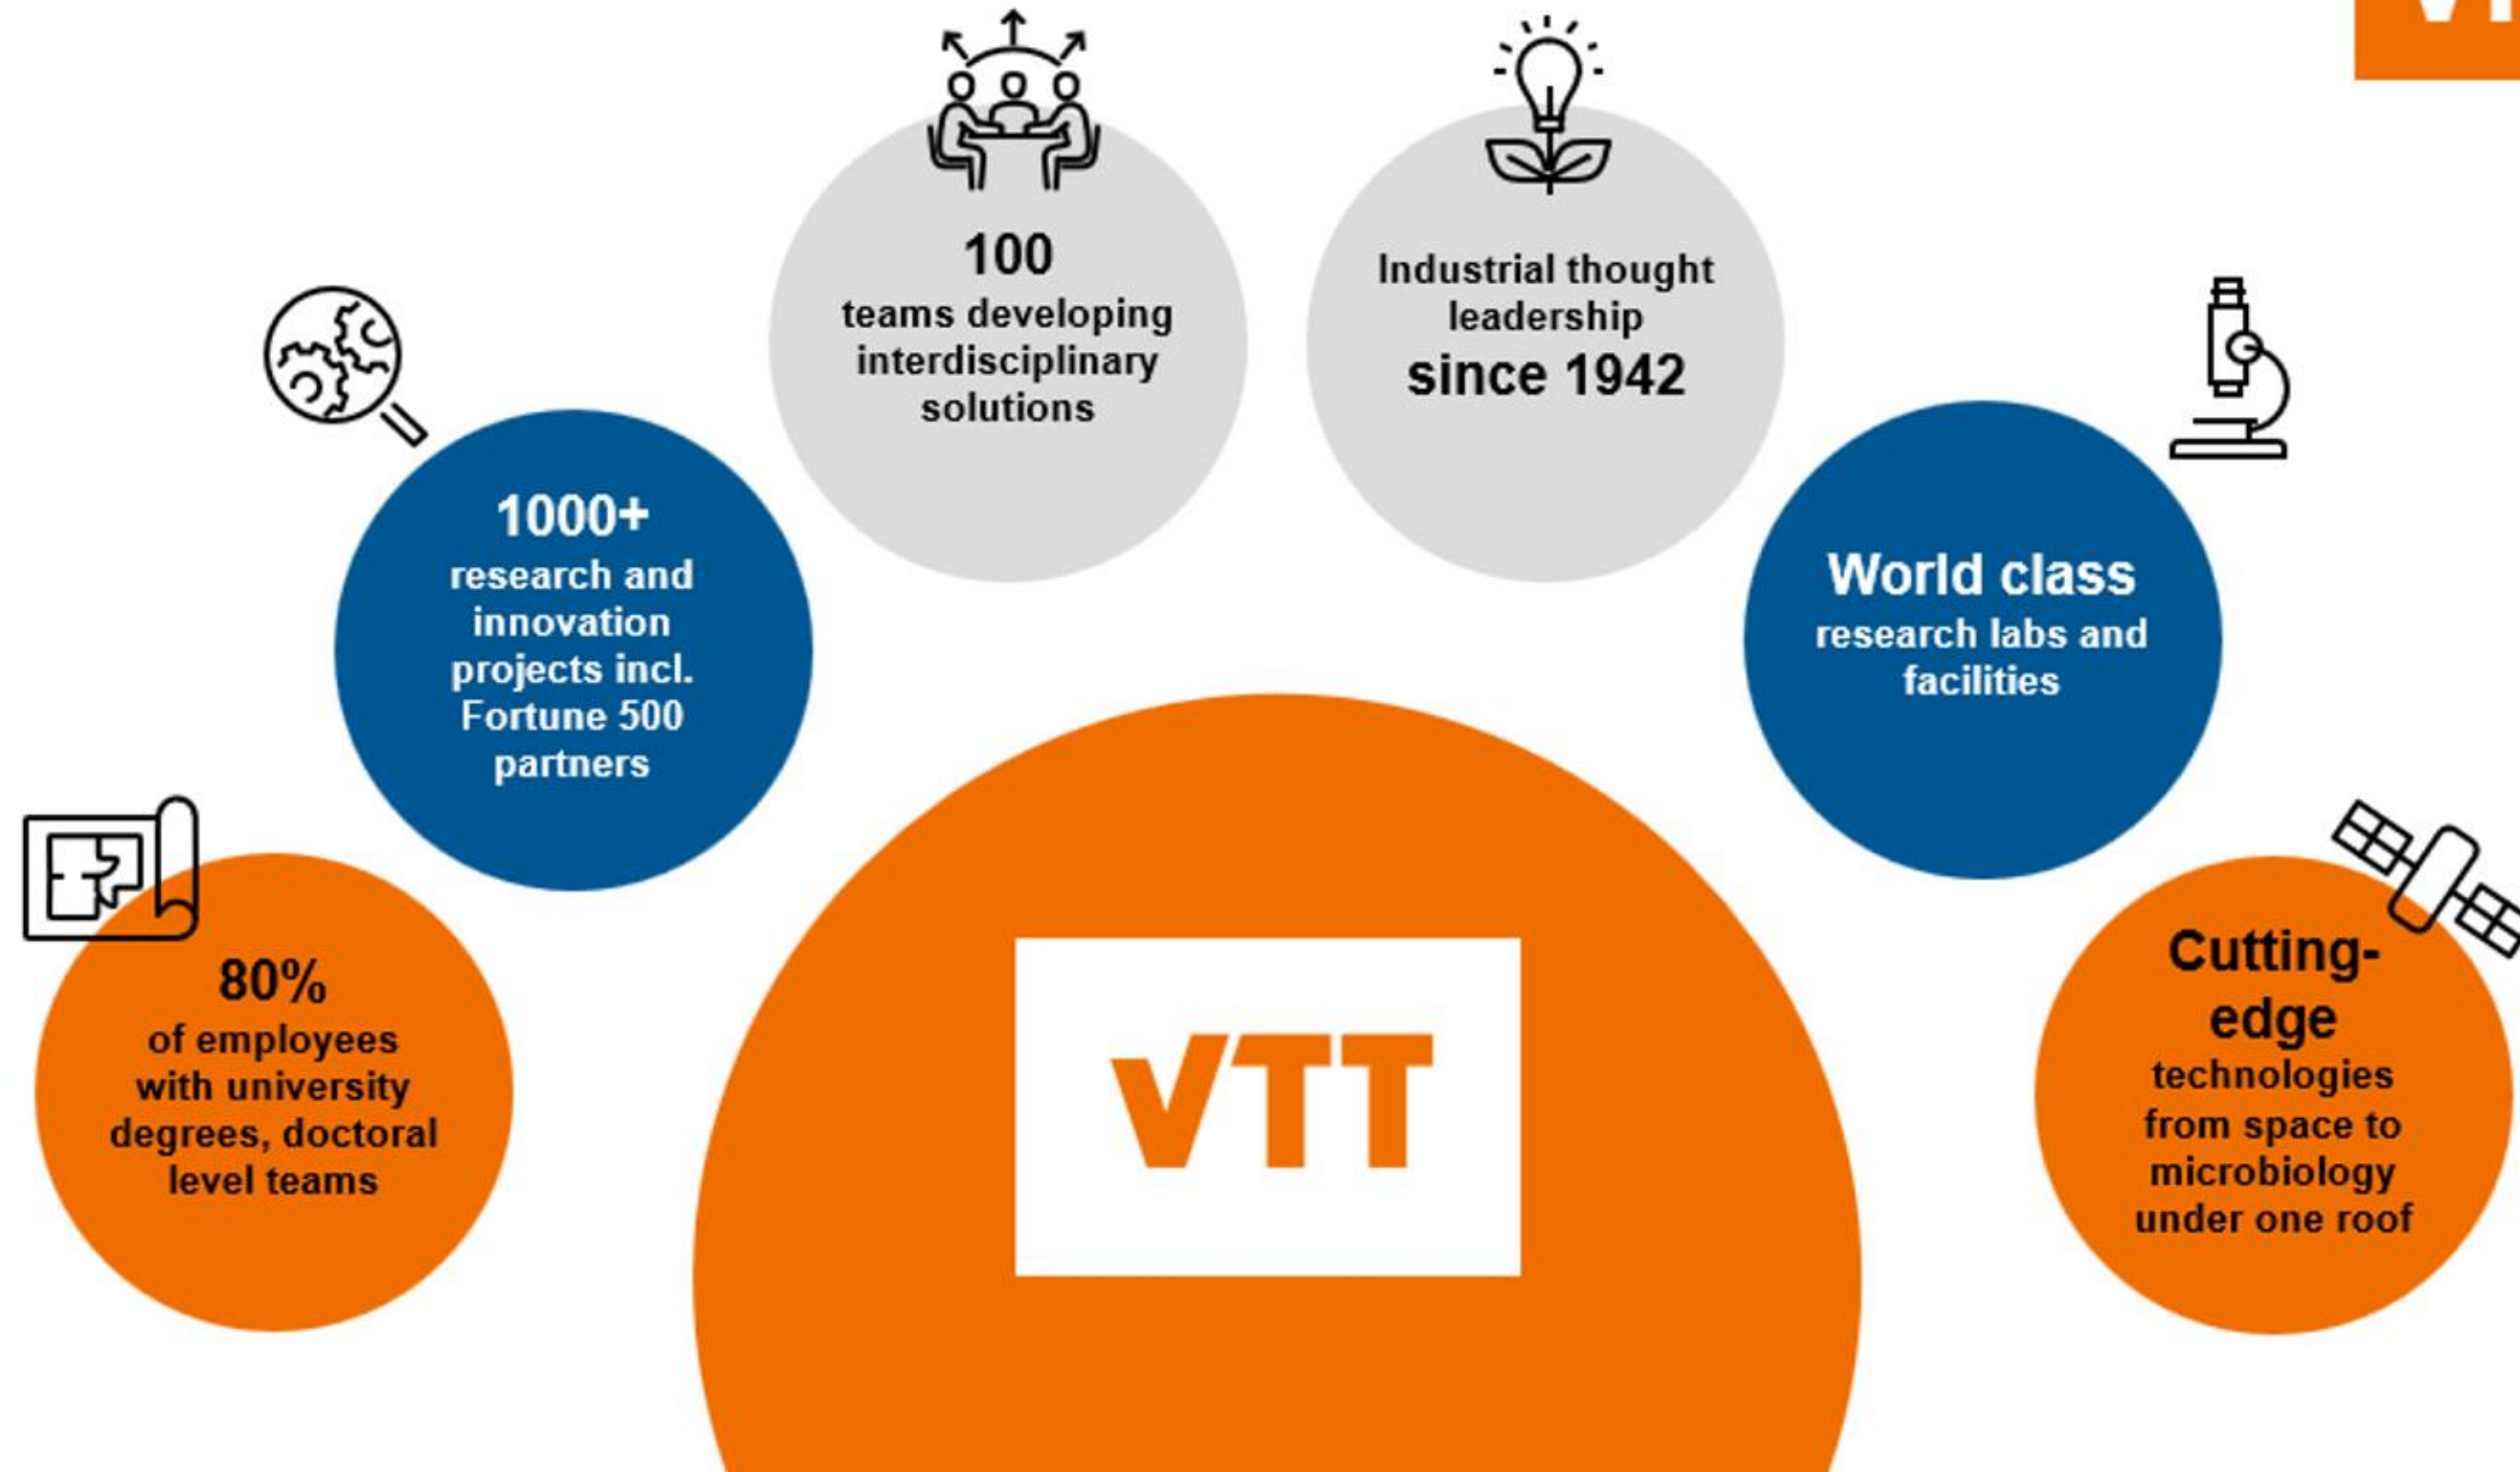 100
teams developing
interdisciplinary
solutions
Industrial thought
leadership
since 1942
1000+
research and
innovation
projects incl.
Fortune 500
partners
World class
research labs and
facilities
80%
of employees
with university
degrees, doctoral
level teams
VTT
Cutting-
edge
technologies
from space to
microbiology
under one roof